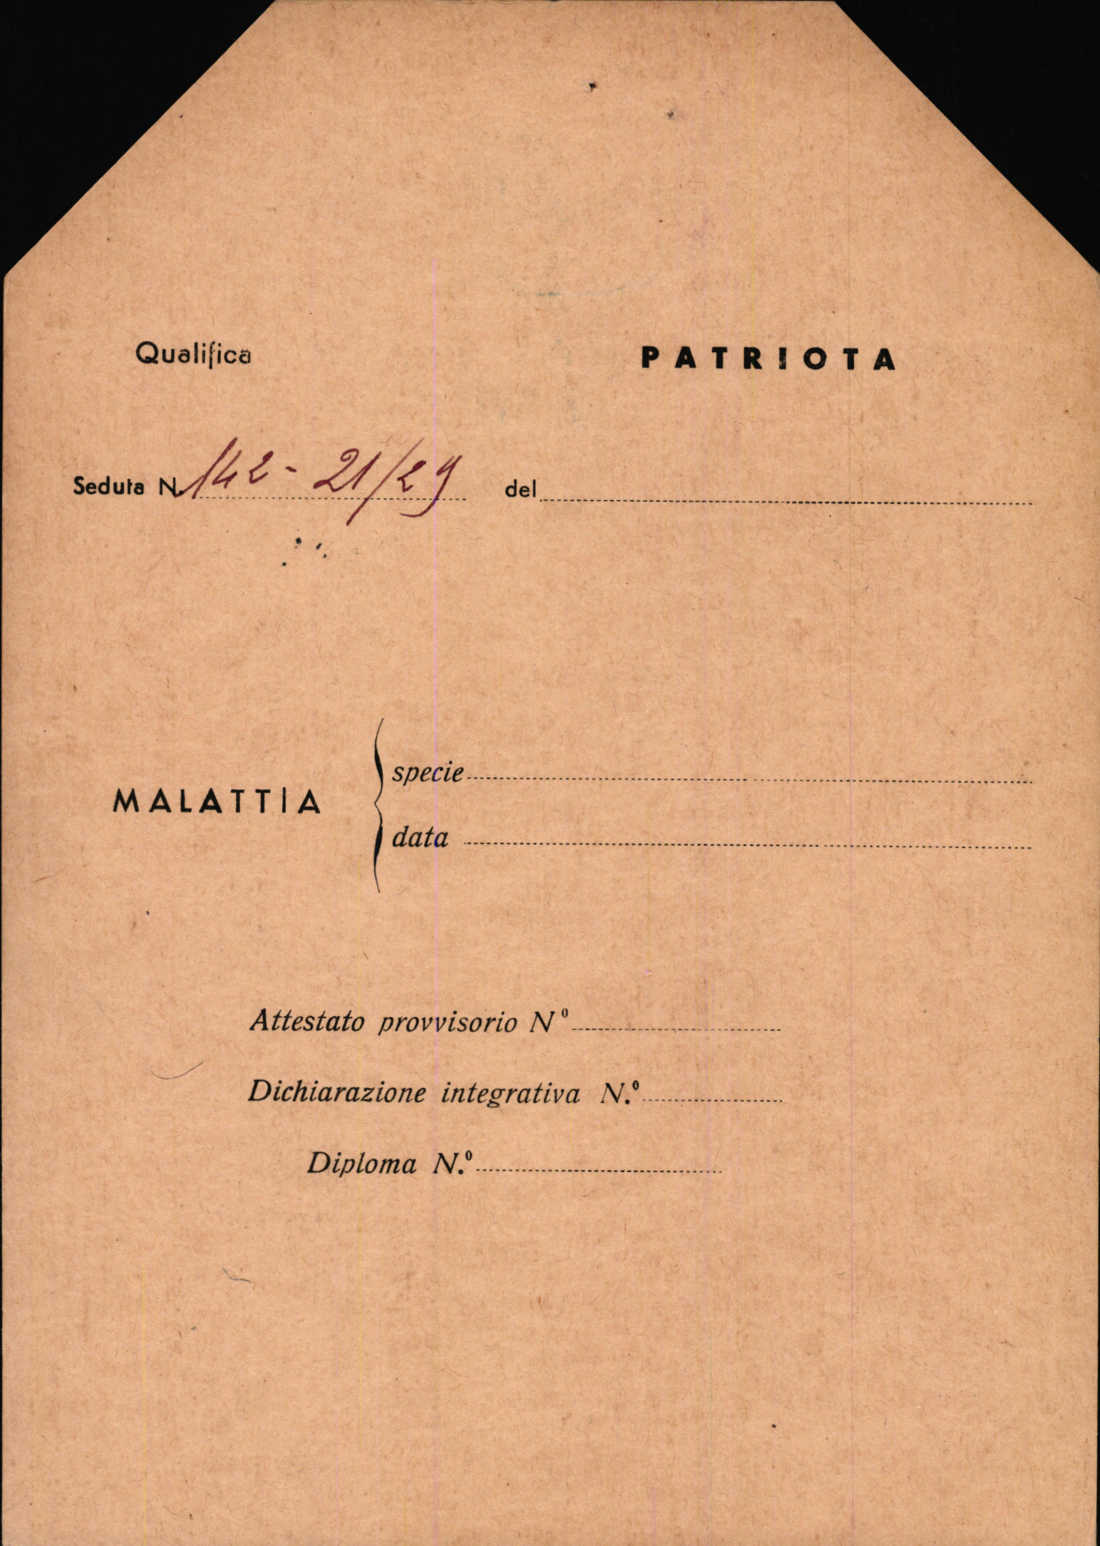 Qualifica PATRIOTA
Seduta N. 142 - 21/29 del
MALATTIA
specie
data
Attestato provvisorio N°
Dichiarazione integrativa N.°
Diploma N.°